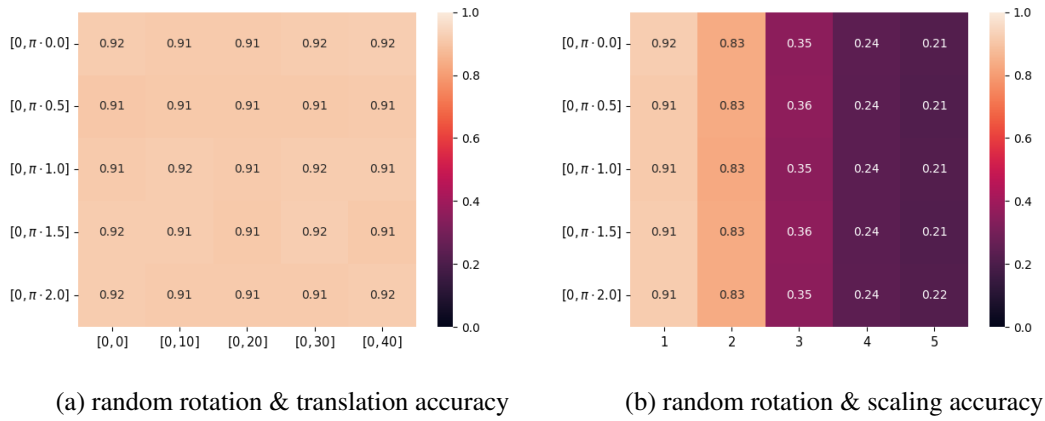 [0, π · 0.0] 0.92 0.91 0.91 0.92 0.92
[0, π · 0.5] 0.91 0.91 0.91 0.91 0.91
[0, π · 1.0] 0.91 0.92 0.91 0.92 0.91
[0, π · 1.5] 0.92 0.91 0.91 0.92 0.91
[0, π · 2.0] 0.92 0.91 0.91 0.91 0.92
[0, 0] [0, 10] [0, 20] [0, 30] [0, 40]
1.0
0.8
0.6
0.4
0.2
0.0
(a) random rotation & translation accuracy
[0, π · 0.0] 0.92 0.83 0.35 0.24 0.21
[0, π · 0.5] 0.91 0.83 0.36 0.24 0.21
[0, π · 1.0] 0.91 0.83 0.35 0.24 0.21
[0, π · 1.5] 0.91 0.83 0.36 0.24 0.21
[0, π · 2.0] 0.91 0.83 0.35 0.24 0.22
1 2 3 4 5
1.0
0.8
0.6
0.4
0.2
0.0
(b) random rotation & scaling accuracy